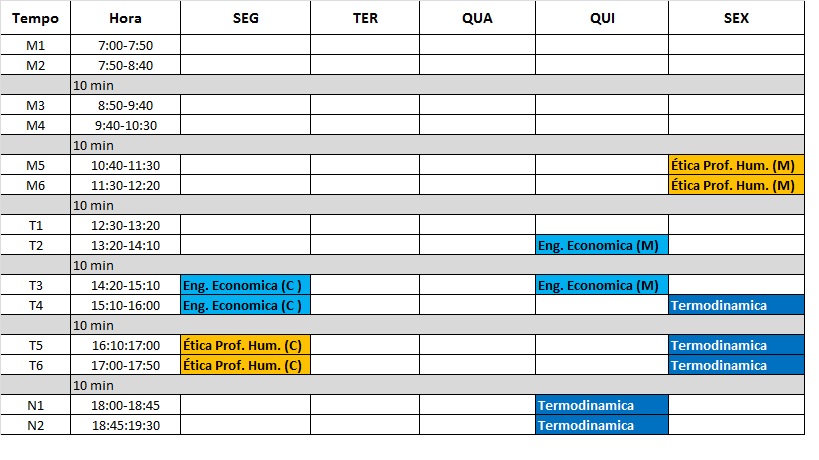 Tempo Hora SEG TER QUA QUI SEX
M1 7:00-7:50
M2 7:50-8:40
10 min
M3 8:50-9:40
M4 9:40-10:30
10 min
M5 10:40-11:30 Ética Prof. Hum. (M)
M6 11:30-12:20 Ética Prof. Hum. (M)
10 min
T1 12:30-13:20
T2 13:20-14:10 Eng. Economica (M)
10 min
T3 14:20-15:10 Eng. Economica (C ) Eng. Economica (M)
T4 15:10-16:00 Eng. Economica (C ) Termodinamica
10 min
T5 16:10:17:00 Ética Prof. Hum. (C) Termodinamica
T6 17:00-17:50 Ética Prof. Hum. (C) Termodinamica
10 min
N1 18:00-18:45 Termodinamica
N2 18:45:19:30 Termodinamica